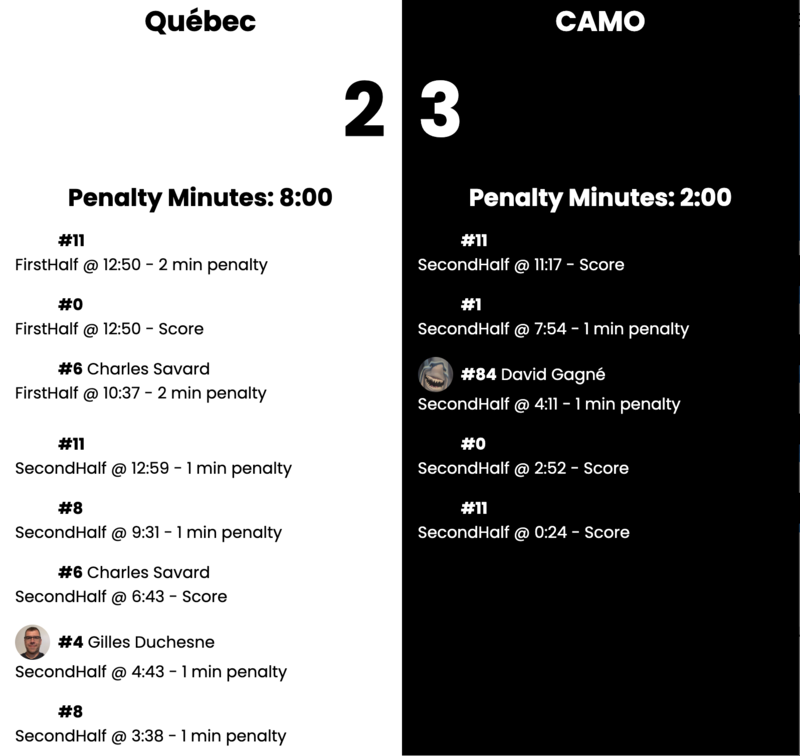 Québec
2
Penalty Minutes: 8:00
#11
FirstHalf @ 12:50 - 2 min penalty
#0
FirstHalf @ 12:50 - Score
#6 Charles Savard
FirstHalf @ 10:37 - 2 min penalty
#11
SecondHalf @ 12:59 - 1 min penalty
#8
SecondHalf @ 9:31 - 1 min penalty
#6 Charles Savard
SecondHalf @ 6:43 - Score
#4 Gilles Duchesne
SecondHalf @ 4:43 - 1 min penalty
#8
SecondHalf @ 3:38 - 1 min penalty
CAMO
3
Penalty Minutes: 2:00
#11
SecondHalf @ 11:17 - Score
#1
SecondHalf @ 7:54 - 1 min penalty
#84 David Gagné
SecondHalf @ 4:11 - 1 min penalty
#0
SecondHalf @ 2:52 - Score
#11
SecondHalf @ 0:24 - Score